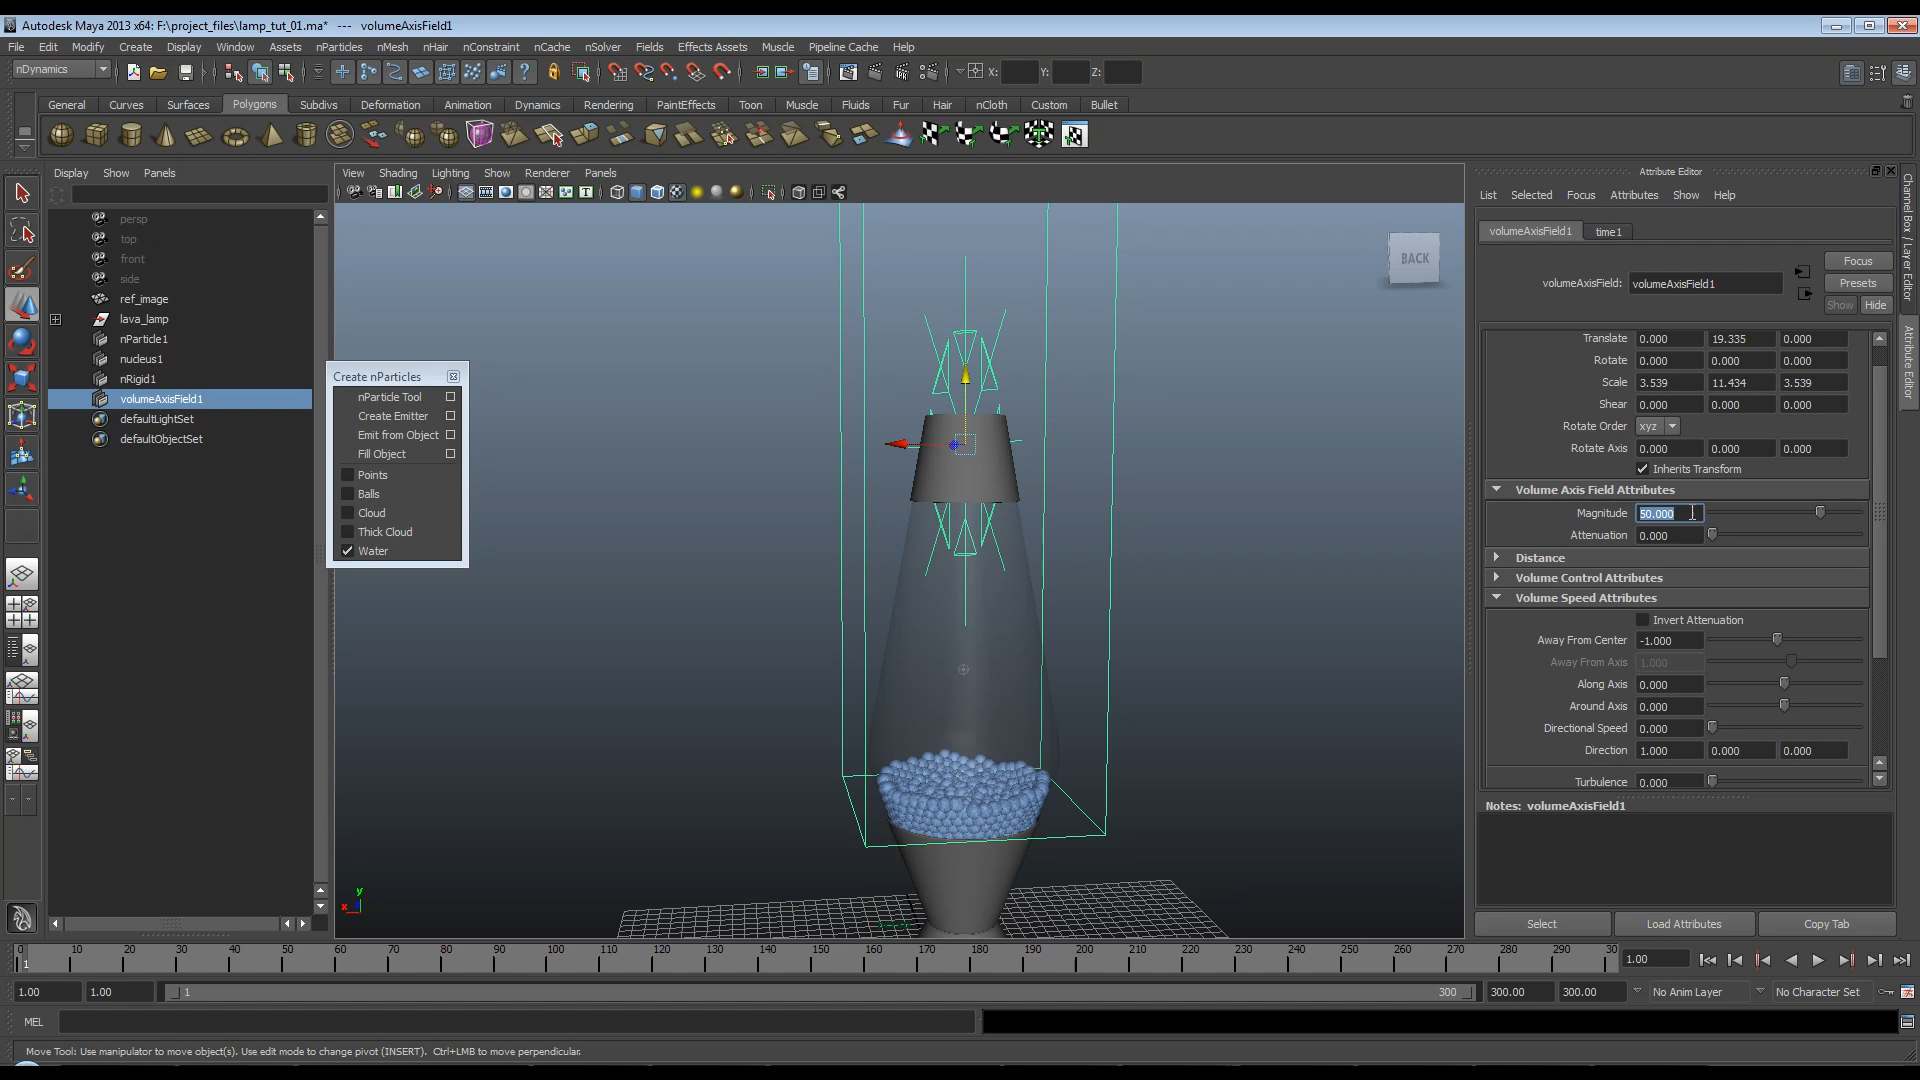 Autodesk Maya 2013 x64: F:\project_files\lamp_tut_01.ma* --- volumeAxisField1
File Edit Modify Create Display Window Assets nParticles nMesh nHair nConstraint nCache nSolver Fields Effects Assets Muscle Pipeline Cache Help
nDynamics X: Y: Z:
General Curves Surfaces Polygons Subdivs Deformation Animation Dynamics Rendering PaintEffects Toon Muscle Fluids Fur Hair nCloth Custom Bullet
Display Show Panels
persp
top
front
side
ref_image
lava_lamp
nParticle1
nucleus1
nRigid1
volumeAxisField1
defaultLightSet
defaultObjectSet
View Shading Lighting Show Renderer Panels
BACK
Create nParticles
nParticle Tool
Create Emitter
Emit from Object
Fill Object
Points
Balls
Cloud
Thick Cloud
Water
y
x
Attribute Editor
List Selected Focus Attributes Show Help
volumeAxisField1 time1
Focus
volumeAxisField: volumeAxisField1 Presets
Show Hide
Translate 0.000 19.335 0.000
Rotate 0.000 0.000 0.000
Scale 3.539 11.434 3.539
Shear 0.000 0.000 0.000
Rotate Order xyz
Rotate Axis 0.000 0.000 0.000
Inherits Transform
Volume Axis Field Attributes
Magnitude 50.000
Attenuation 0.000
Distance
Volume Control Attributes
Volume Speed Attributes
Invert Attenuation
Away From Center -1.000
Away From Axis 1.000
Along Axis 0.000
Around Axis 0.000
Directional Speed 0.000
Direction 1.000 0.000 0.000
Turbulence 0.000
Notes: volumeAxisField1
Select Load Attributes Copy Tab
Channel Box / Layer Editor
Attribute Editor
0 10 20 30 40 50 60 70 80 90 100 110 120 130 140 150 160 170 180 190 200 210 220 230 240 250 260 270 280 290 30
1 1.00
1.00 1.00 1 300 300.00 300.00 No Anim Layer No Character Set
MEL
Move Tool: Use manipulator to move object(s). Use edit mode to change pivot (INSERT). Ctrl+LMB to move perpendicular.